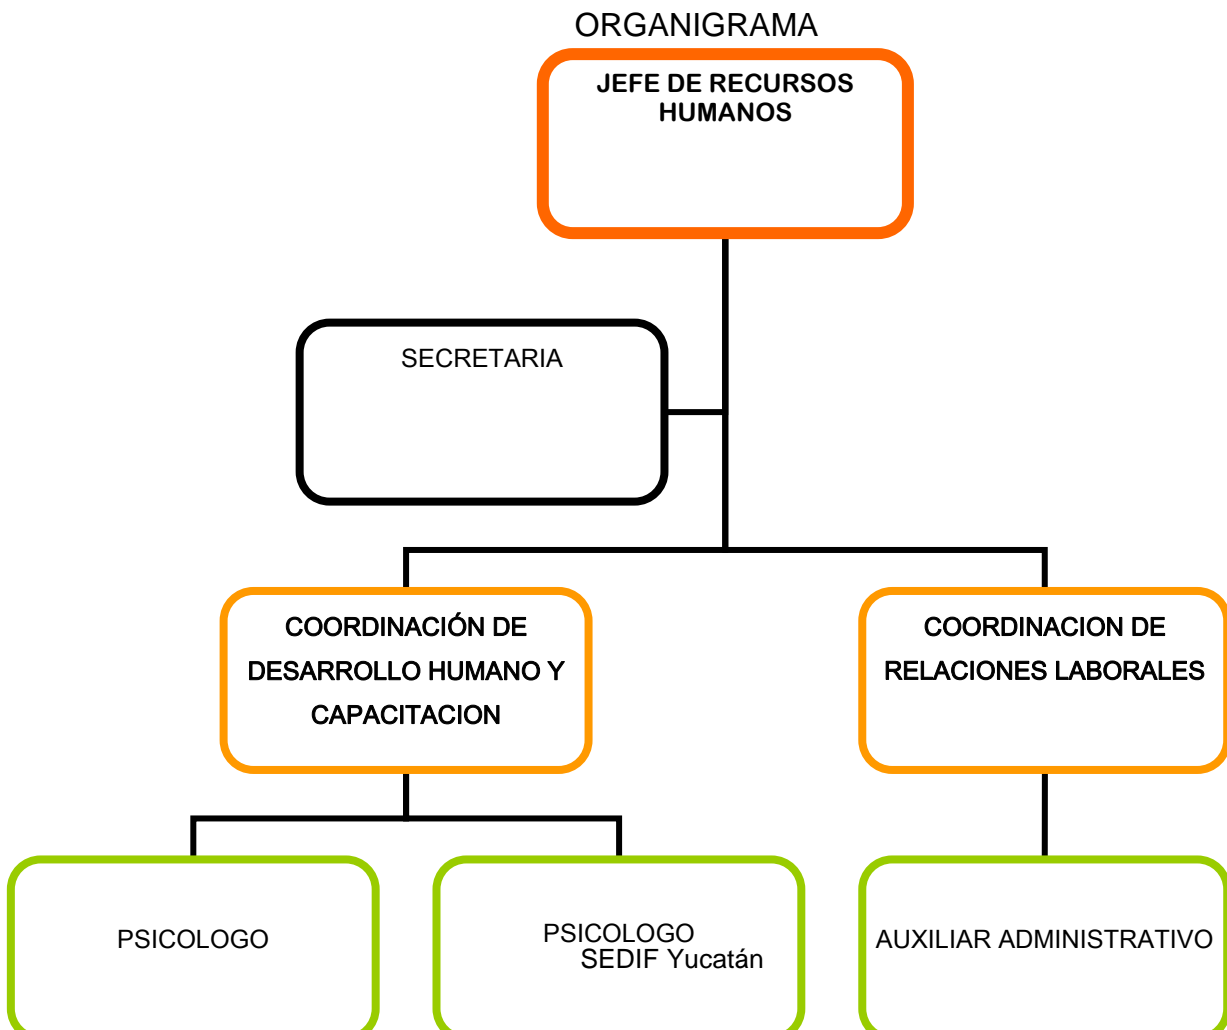 ORGANIGRAMA
JEFE DE RECURSOS
HUMANOS
SECRETARIA
COORDINACIÓN DE
DESARROLLO HUMANO Y
CAPACITACION
COORDINACION DE
RELACIONES LABORALES
PSICOLOGO
PSICOLOGO
SEDIF Yucatán
AUXILIAR ADMINISTRATIVO